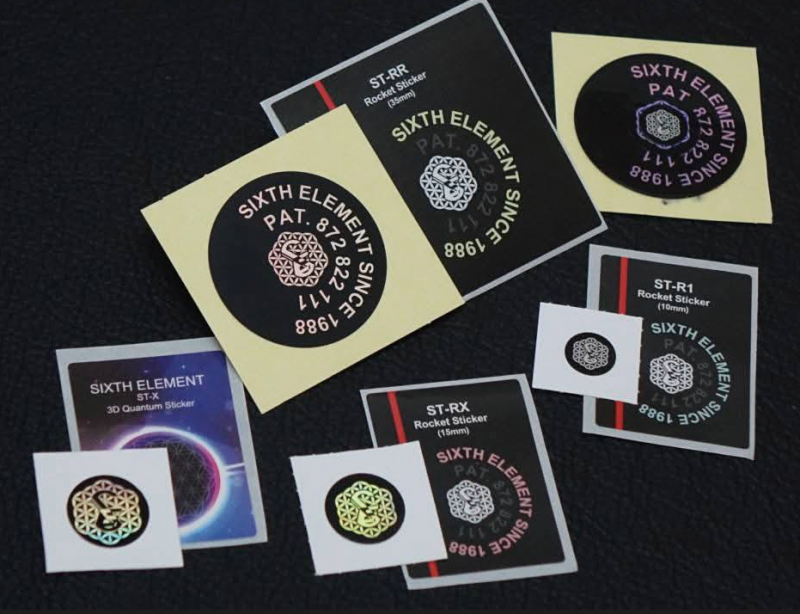 ST-RR
Rocket Sticker
(35mm)
SIXTH ELEMENT SINCE 1988
PAT. 872 822 111
SIXTH ELEMENT SINCE 1988
PAT 872 822 111
SIXTH ELEMENT SINCE 1988
PAT. 872 822 111
ST-R1
Rocket Sticker
(10mm)
SIXTH ELEMENT SINCE 1988
PAT. 872 822 111
SIXTH ELEMENT
ST-X
3D Quantum Sticker
ST-RX
Rocket Sticker
(15mm)
SIXTH ELEMENT SINCE 1988
PAT. 872 822 111